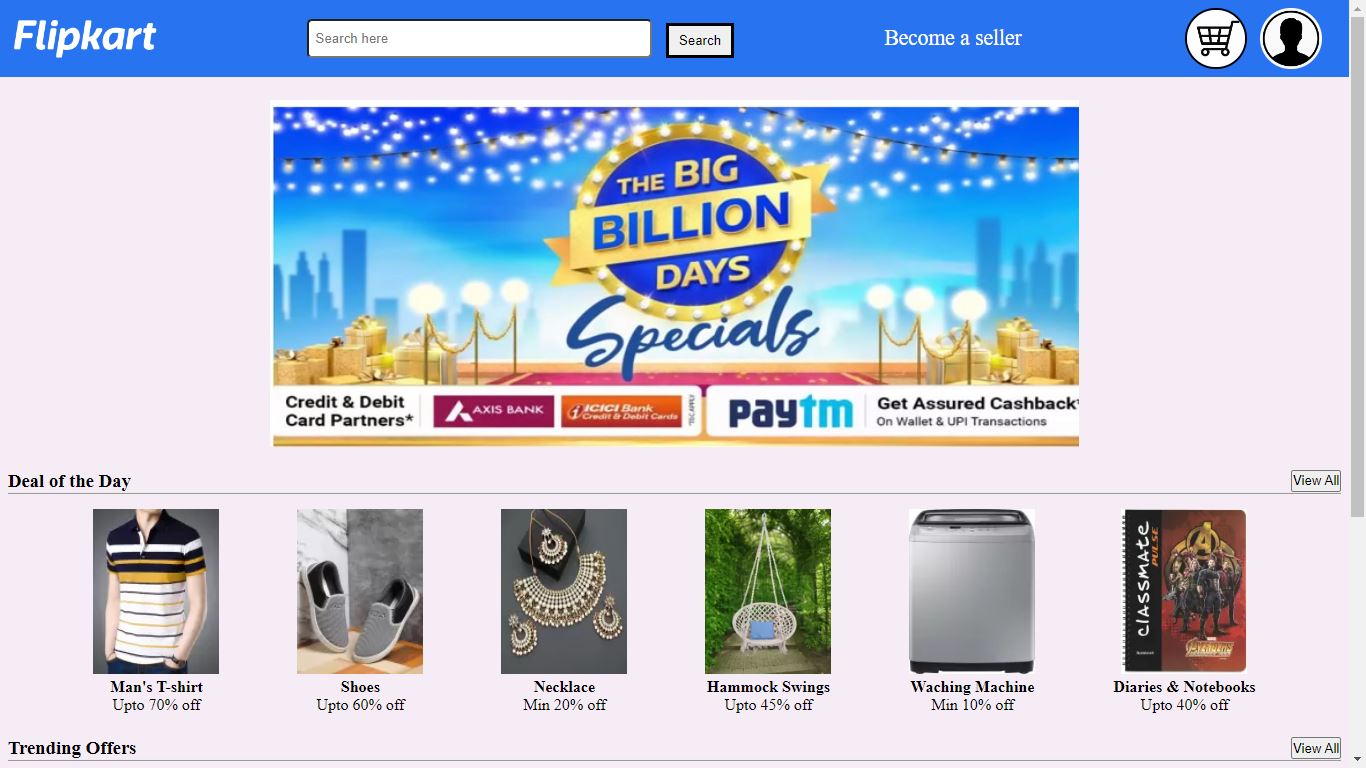 Flipkart
Search here
Search
Become a seller
THE BIG
BILLION
DAYS
Specials
Credit & Debit
Card Partners*
AXIS BANK
ICICI Bank
Credit & Debit Cards
*T&C APPLY
paytm
Get Assured Cashback*
On Wallet & UPI Transactions
Deal of the Day
View All
CLASSMATE
PULSE
MARVEL
AVENGERS
Man's T-shirt
Shoes
Necklace
Hammock Swings
Waching Machine
Diaries & Notebooks
Upto 70% off
Upto 60% off
Min 20% off
Upto 45% off
Min 10% off
Upto 40% off
Trending Offers
View All